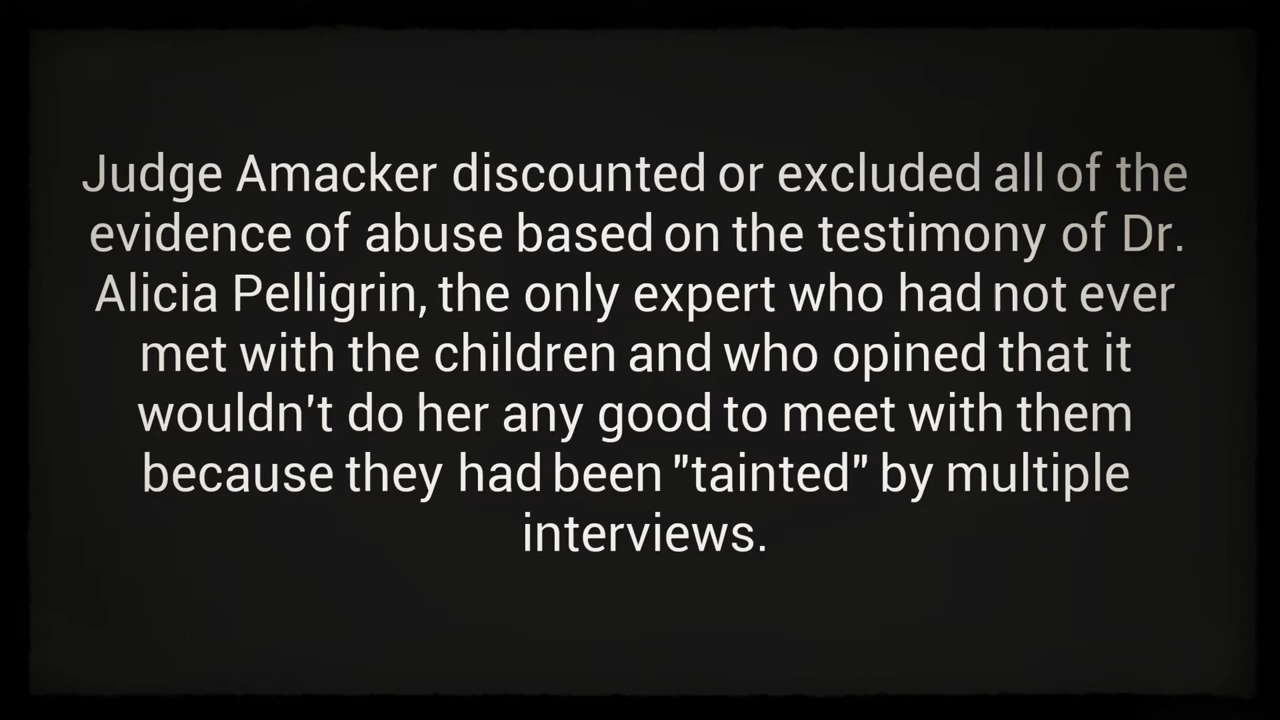 Judge Amacker discounted or excluded all of the
evidence of abuse based on the testimony of Dr.
Alicia Pelligrin, the only expert who had not ever
met with the children and who opined that it
wouldn't do her any good to meet with them
because they had been "tainted" by multiple
interviews.